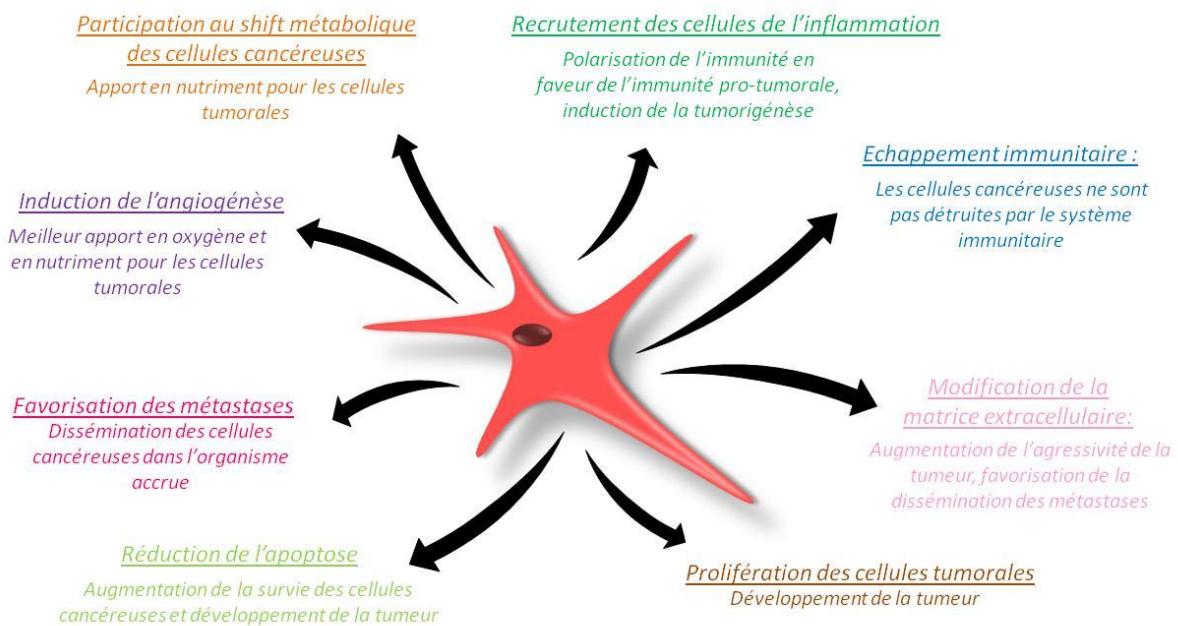 Participation au shift métabolique
des cellules cancéreuses
Apport en nutriment pour les cellules
tumorales
Recrutement des cellules de l'inflammation
Polarisation de l'immunité en
faveur de l'immunité pro-tumorale,
induction de la tumorigénèse
Echappement immunitaire :
Les cellules cancéreuses ne sont
pas détruites par le système
immunitaire
Induction de l'angiogénèse
Meilleur apport en oxygène et
en nutriment pour les cellules
tumorales
Favorisation des métastases
Dissémination des cellules
cancéreuses dans l'organisme
accrue
Modification de la
matrice extracellulaire:
Augmentation de l'agressivité de la
tumeur, favorisation de la
dissémination des métastases
Réduction de l'apoptose
Augmentation de la survie des cellules
cancéreuses et développement de la tumeur
Prolifération des cellules tumorales
Développement de la tumeur